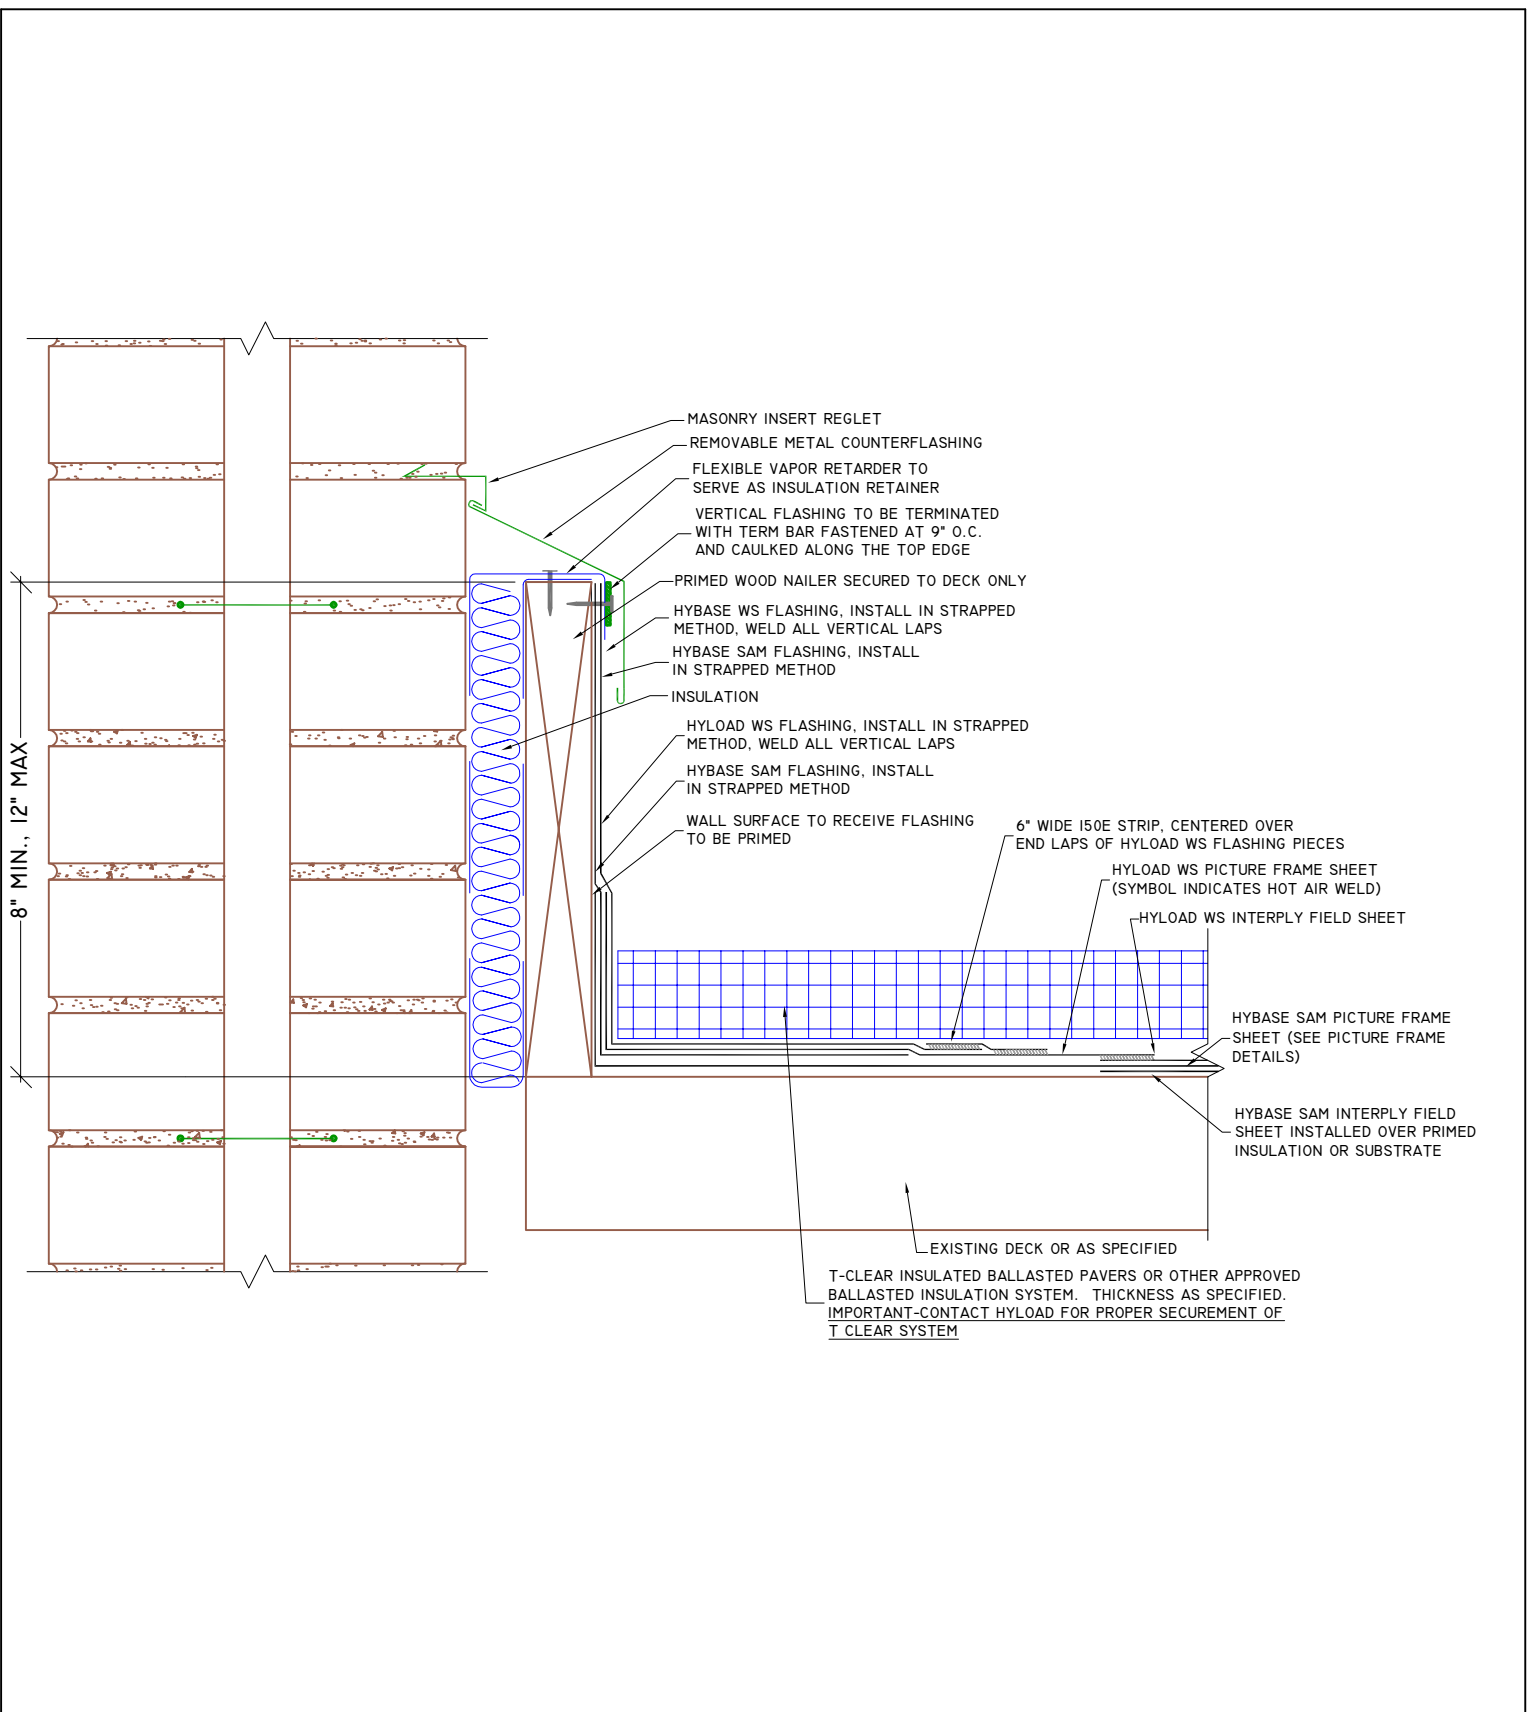 MASONRY INSERT REGLET
REMOVABLE METAL COUNTERFLASHING
FLEXIBLE VAPOR RETARDER TO
SERVE AS INSULATION RETAINER
VERTICAL FLASHING TO BE TERMINATED
WITH TERM BAR FASTENED AT 9" O.C.
AND CAULKED ALONG THE TOP EDGE
PRIMED WOOD NAILER SECURED TO DECK ONLY
HYBASE WS FLASHING, INSTALL IN STRAPPED
METHOD, WELD ALL VERTICAL LAPS
HYBASE SAM FLASHING, INSTALL
IN STRAPPED METHOD
INSULATION
HYLOAD WS FLASHING, INSTALL IN STRAPPED
METHOD, WELD ALL VERTICAL LAPS
HYBASE SAM FLASHING, INSTALL
IN STRAPPED METHOD
WALL SURFACE TO RECEIVE FLASHING
TO BE PRIMED
8" MIN., 12" MAX
6" WIDE 150E STRIP, CENTERED OVER
END LAPS OF HYLOAD WS FLASHING PIECES
HYLOAD WS PICTURE FRAME SHEET
(SYMBOL INDICATES HOT AIR WELD)
HYLOAD WS INTERPLY FIELD SHEET
HYBASE SAM PICTURE FRAME
SHEET (SEE PICTURE FRAME
DETAILS)
HYBASE SAM INTERPLY FIELD
SHEET INSTALLED OVER PRIMED
INSULATION OR SUBSTRATE
EXISTING DECK OR AS SPECIFIED
T-CLEAR INSULATED BALLASTED PAVERS OR OTHER APPROVED
BALLASTED INSULATION SYSTEM. THICKNESS AS SPECIFIED.
IMPORTANT-CONTACT HYLOAD FOR PROPER SECUREMENT OF
T CLEAR SYSTEM